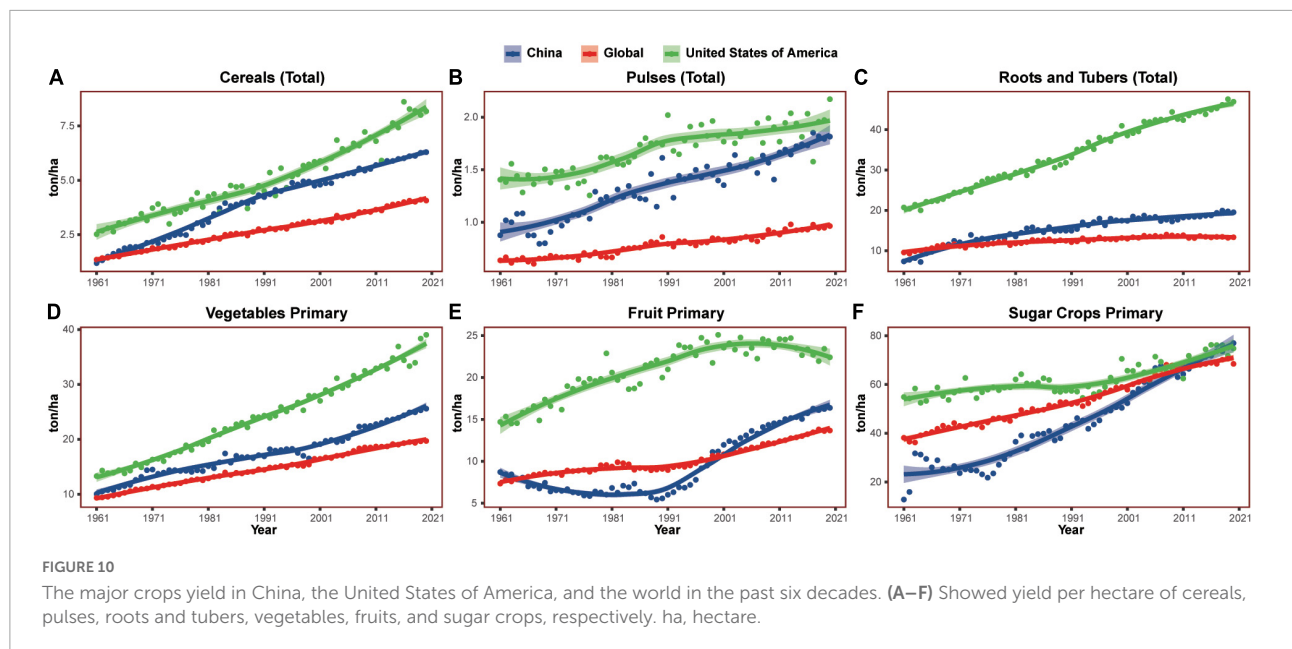 China Global United States of America
A Cereals (Total)
ton/ha
7.5
5.0
2.5
1961 1971 1981 1991 2001 2011 2021
B Pulses (Total)
ton/ha
2.0
1.5
1.0
1961 1971 1981 1991 2001 2011 2021
C Roots and Tubers (Total)
ton/ha
40
30
20
10
1961 1971 1981 1991 2001 2011 2021
D Vegetables Primary
ton/ha
40
30
20
10
1961 1971 1981 1991 2001 2011 2021
Year
E Fruit Primary
ton/ha
25
20
15
10
5
1961 1971 1981 1991 2001 2011 2021
Year
F Sugar Crops Primary
ton/ha
80
60
40
20
1961 1971 1981 1991 2001 2011 2021
Year
FIGURE 10
The major crops yield in China, the United States of America, and the world in the past six decades. (A–F) Showed yield per hectare of cereals,
pulses, roots and tubers, vegetables, fruits, and sugar crops, respectively. ha, hectare.